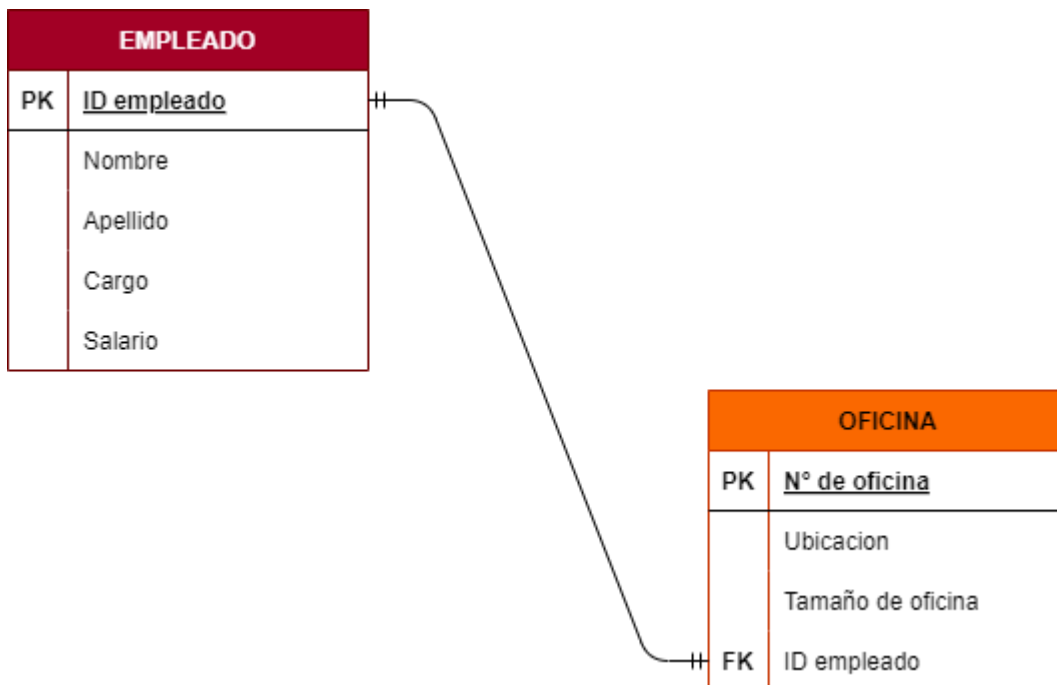 EMPLEADO
PK ID empleado
Nombre
Apellido
Cargo
Salario
OFICINA
PK N° de oficina
Ubicacion
Tamaño de oficina
FK ID empleado